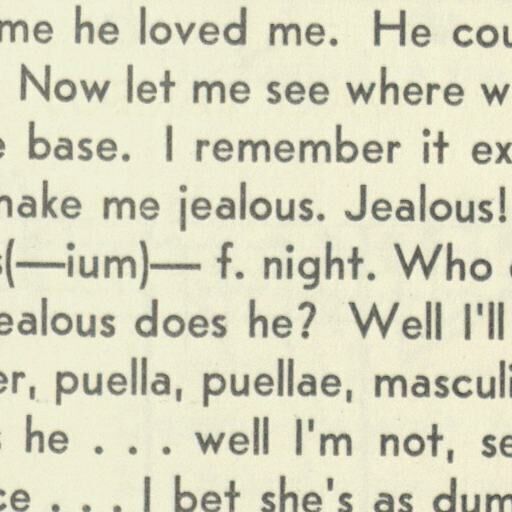 me he loved me. He cou
Now let me see where w
e base. I remember it ex
make me jealous. Jealous!
s(—ium)— f. night. Who
ealous does he? Well I'll
er, puella, puellae, masculi
s he . . . well I'm not, se
ce . . . I bet she's as dum